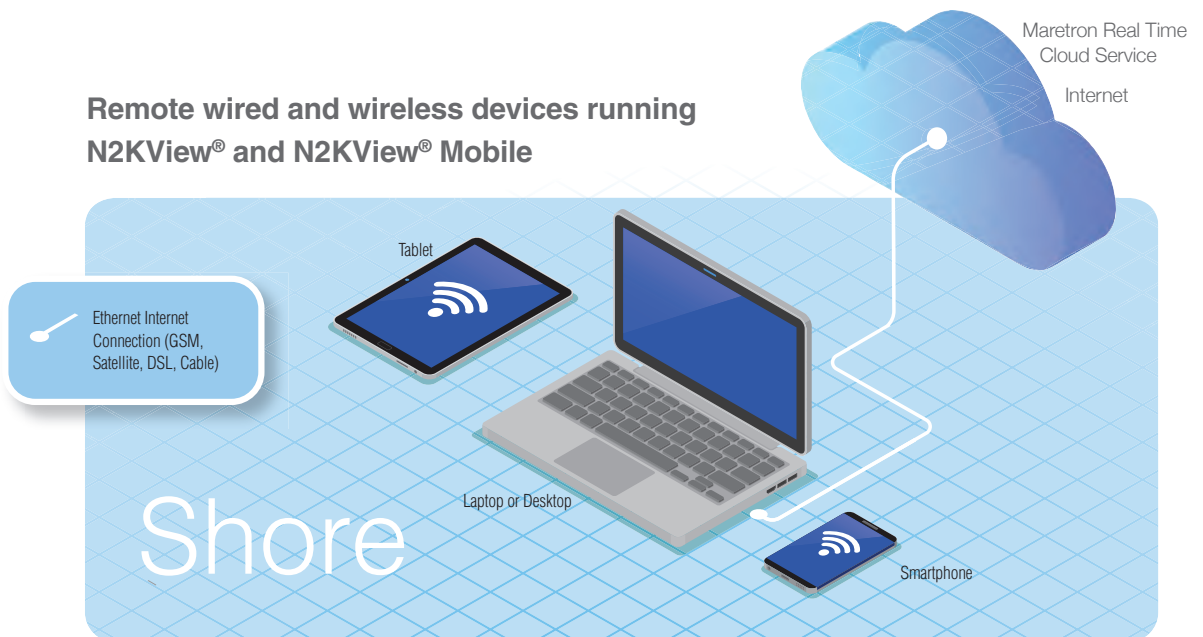 Maretron Real Time
Cloud Service
Internet
Remote wired and wireless devices running
N2KView® and N2KView® Mobile
Tablet
Ethernet Internet
Connection (GSM,
Satellite, DSL, Cable)
Laptop or Desktop
Shore
Smartphone